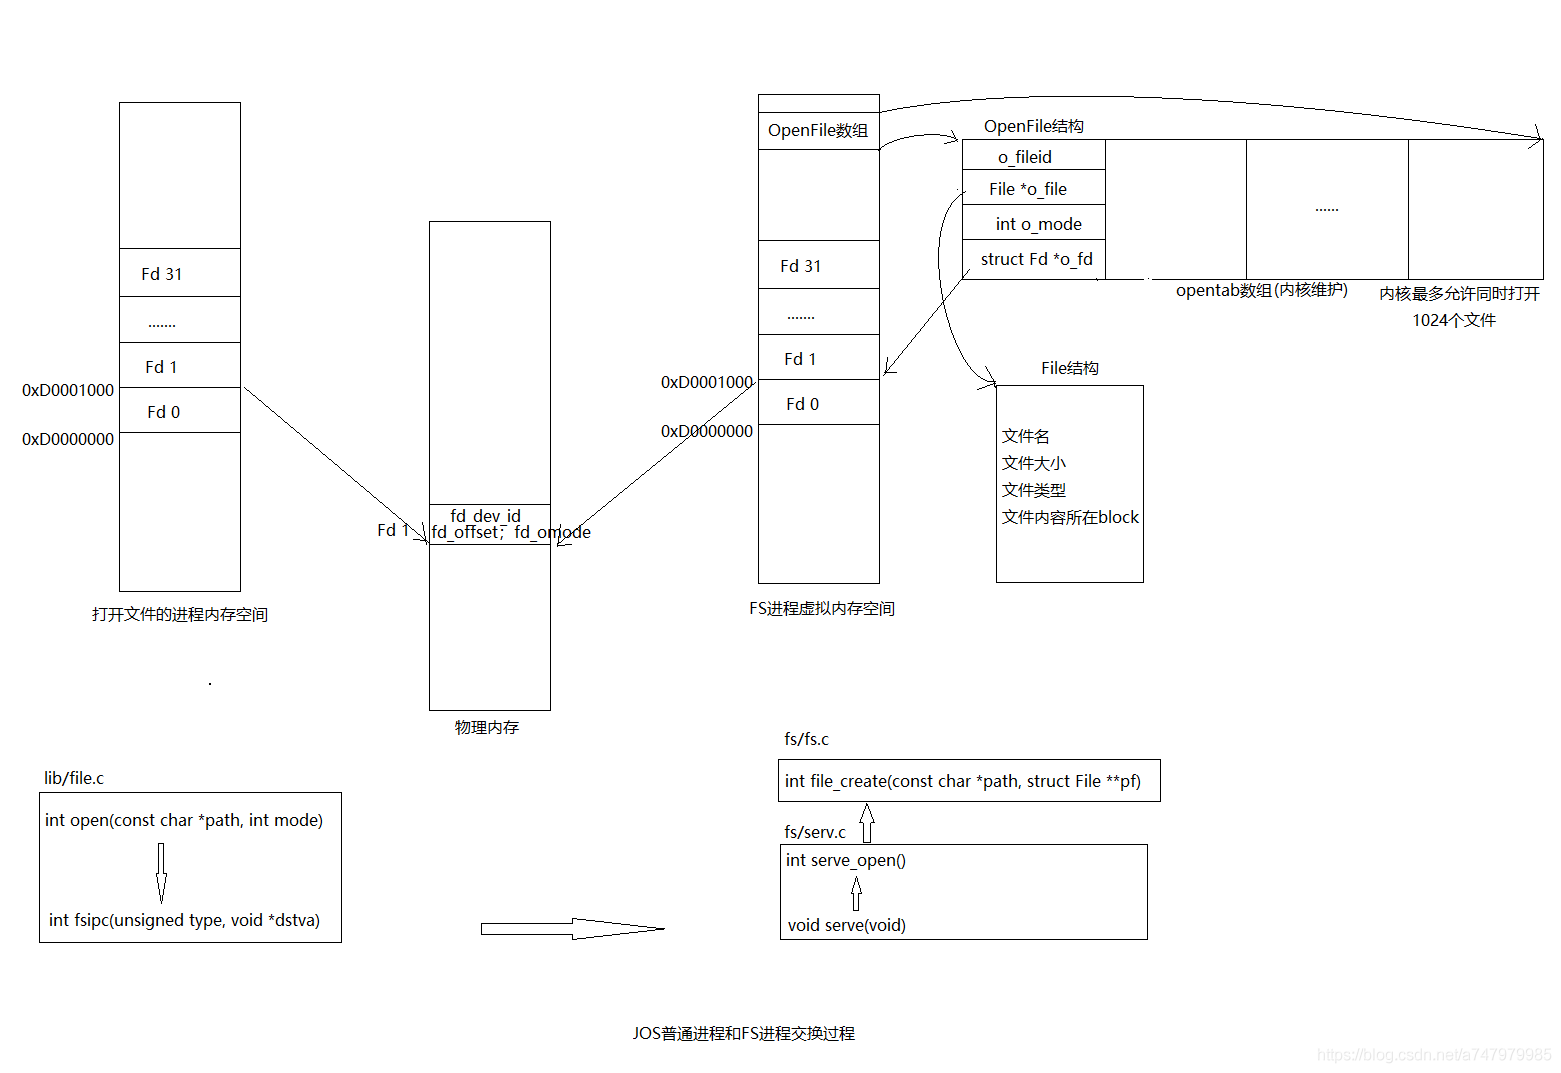 OpenFile数组
OpenFile结构
o_fileid
File *o_file
int o_mode
struct Fd *o_fd
......
opentab数组(内核维护)
内核最多允许同时打开
1024个文件
Fd 31
.......
Fd 1
0xD0001000
Fd 0
0xD0000000
打开文件的进程内存空间
fd_dev_id
Fd 1
fd_offset; fd_omode
物理内存
Fd 31
.......
Fd 1
0xD0001000
Fd 0
0xD0000000
FS进程虚拟内存空间
File结构
文件名
文件大小
文件类型
文件内容所在block
lib/file.c
int open(const char *path, int mode)
int fsipc(unsigned type, void *dstva)
fs/fs.c
int file_create(const char *path, struct File **pf)
fs/serv.c
int serve_open()
void serve(void)
JOS普通进程和FS进程交换过程
https://blog.csdn.net/a747979985